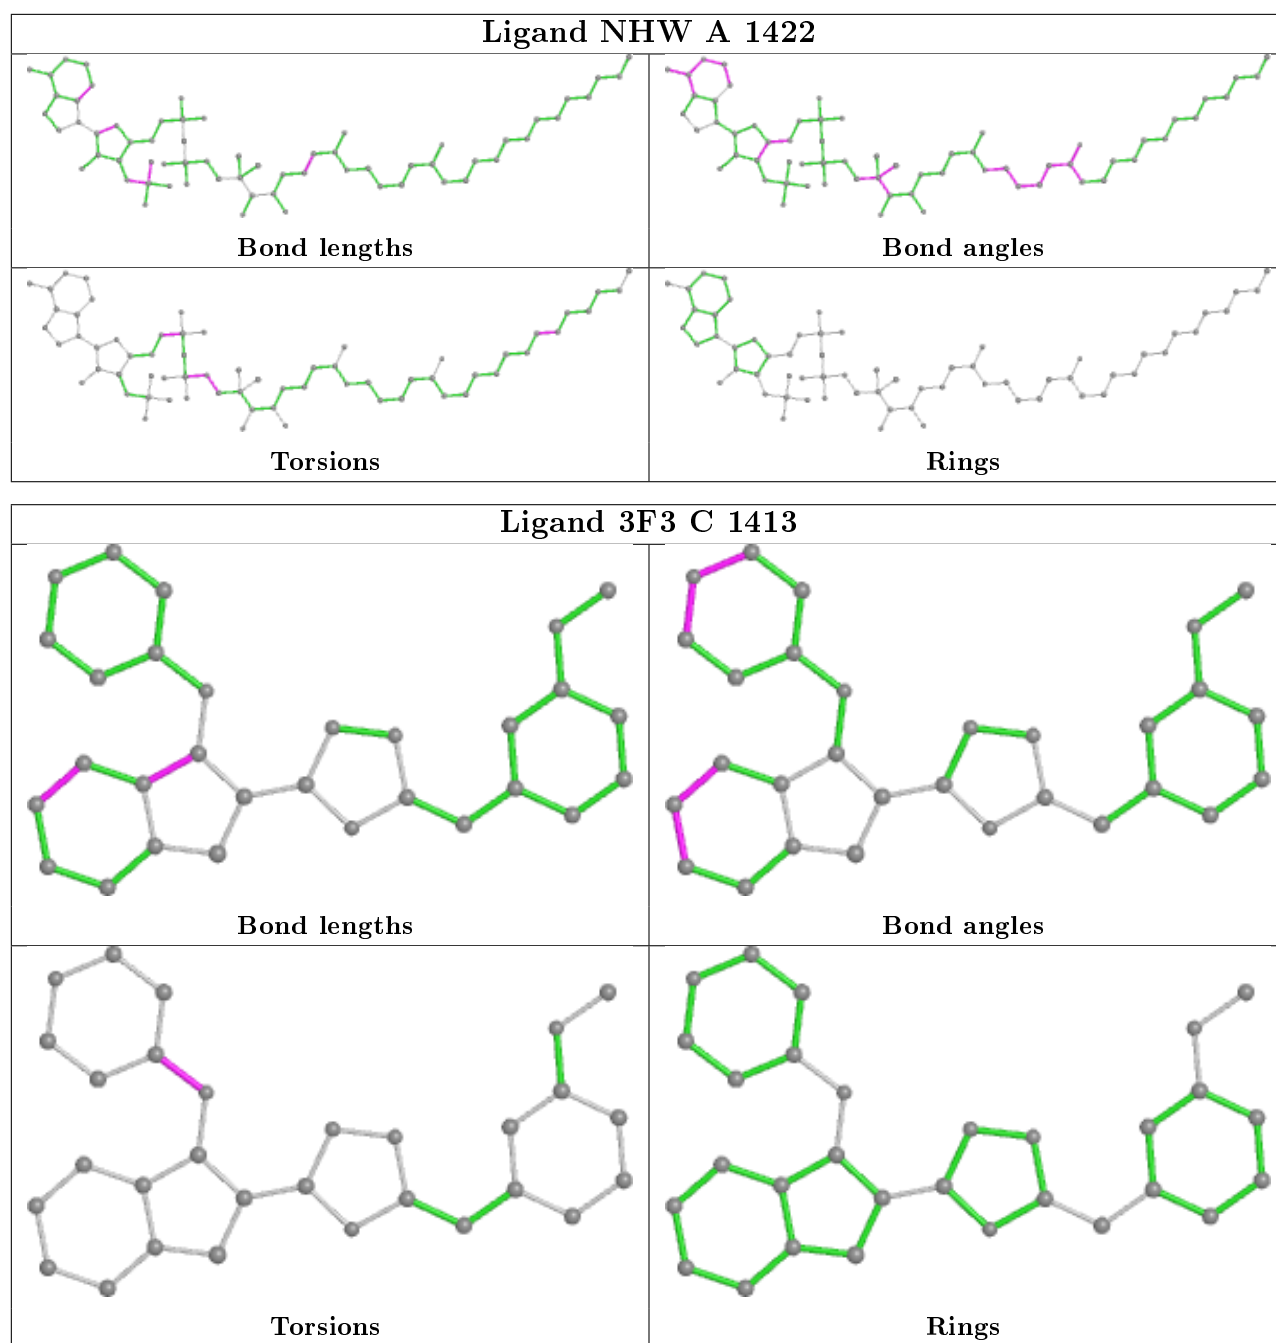 Ligand NHW A 1422
Bond lengths
Bond angles
Torsions
Rings
Ligand 3F3 C 1413
Bond lengths
Bond angles
Torsions
Rings